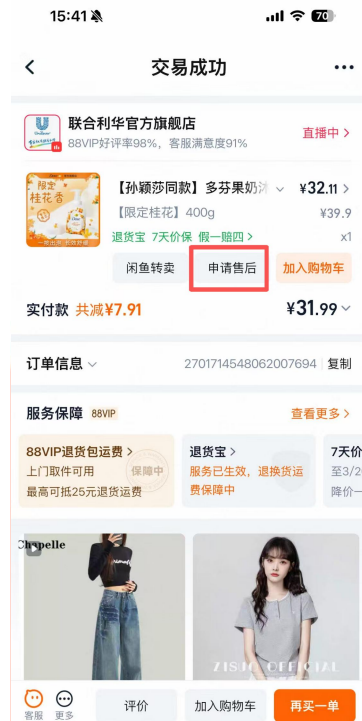 15:41
70
交易成功
联合利华官方旗舰店
88VIP好评率98%，客服满意度91%
直播中
限定
桂花香
【孙颖莎同款】多芬果奶沐
¥32.11
【限定桂花】400g
¥39.9
退货宝 7天价保 假一赔四
x1
闲鱼转卖
申请售后
加入购物车
实付款 共减¥7.91
¥31.99
订单信息
2701714548062007694 复制
服务保障 88VIP
查看更多
88VIP退货包运费
上门取件可用
最高可抵25元退货运费
保障中
退货宝
服务已生效，退换货运
费保障中
7天价
至3/2
降价一
Chapelle
ZISUO OFFICIAL
客服
更多
评价
加入购物车
再买一单